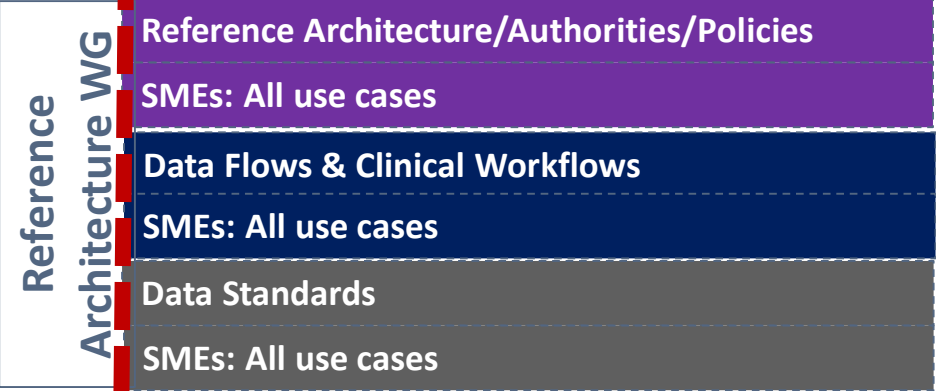 Reference
Architecture WG
Reference Architecture/Authorities/Policies
SMEs: All use cases
Data Flows & Clinical Workflows
SMEs: All use cases
Data Standards
SMEs: All use cases